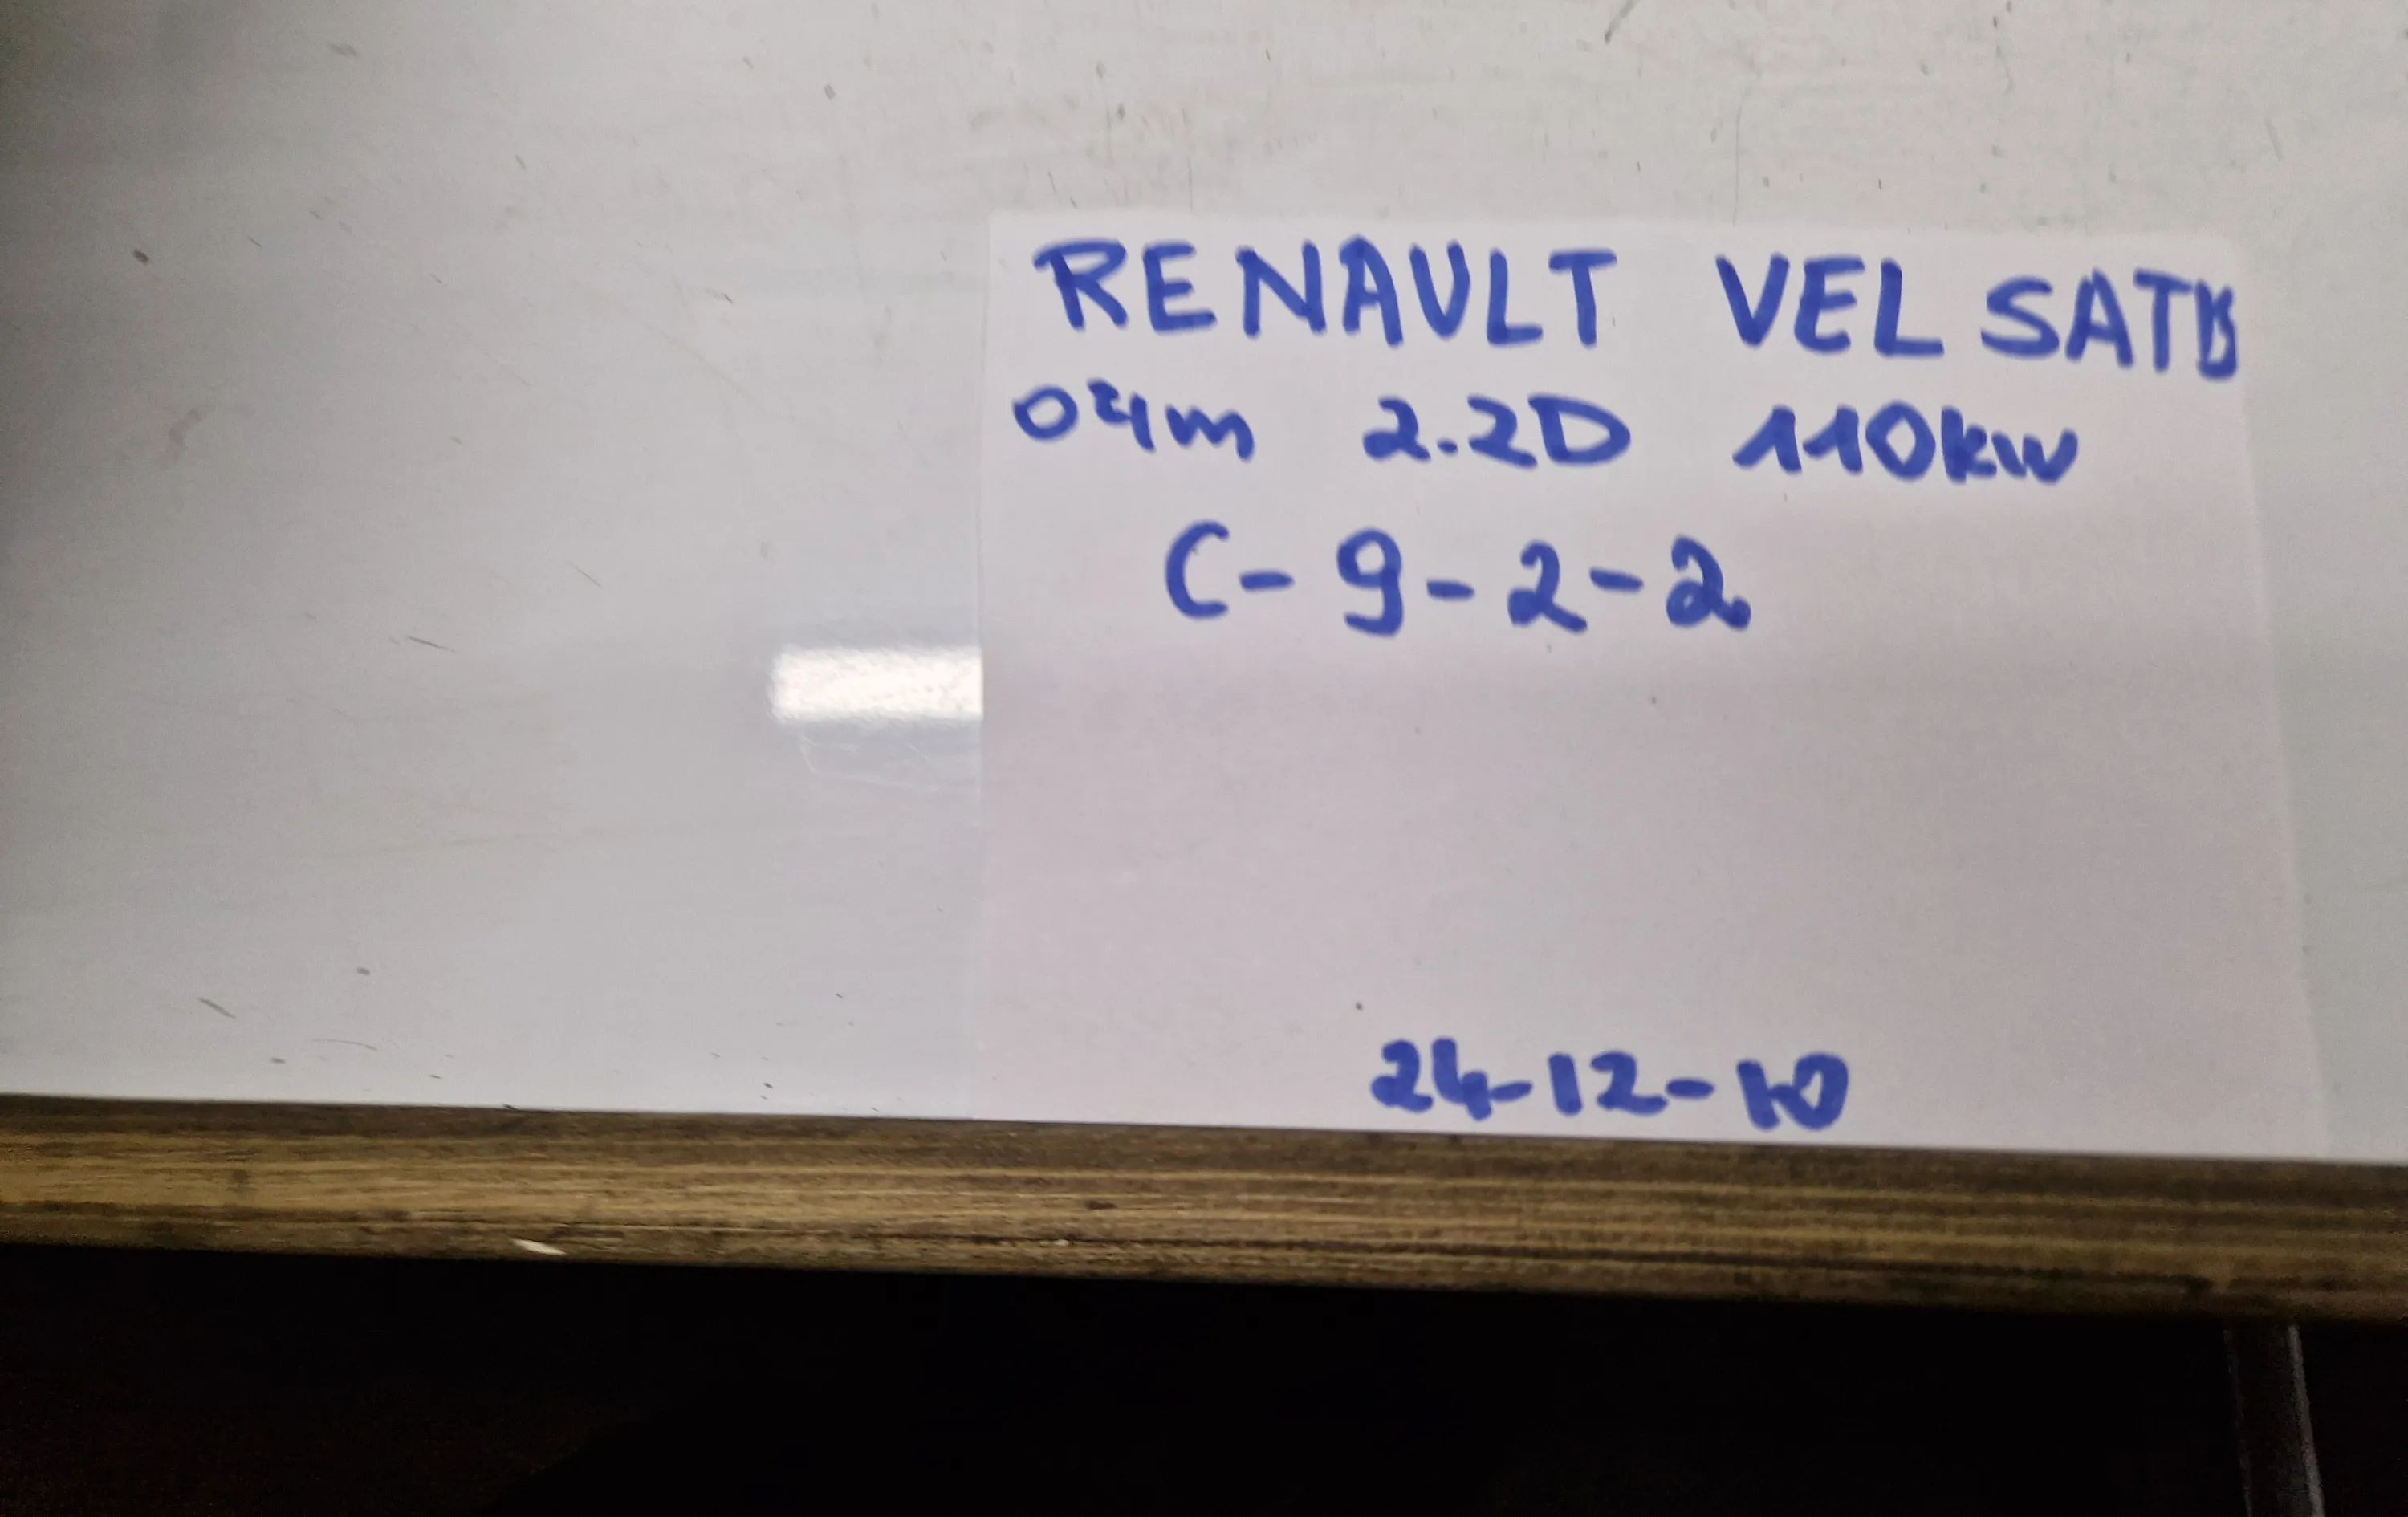 RENAULT VEL SATIS
04m 2.2D 110kw
C-9-2-2
24-12-10